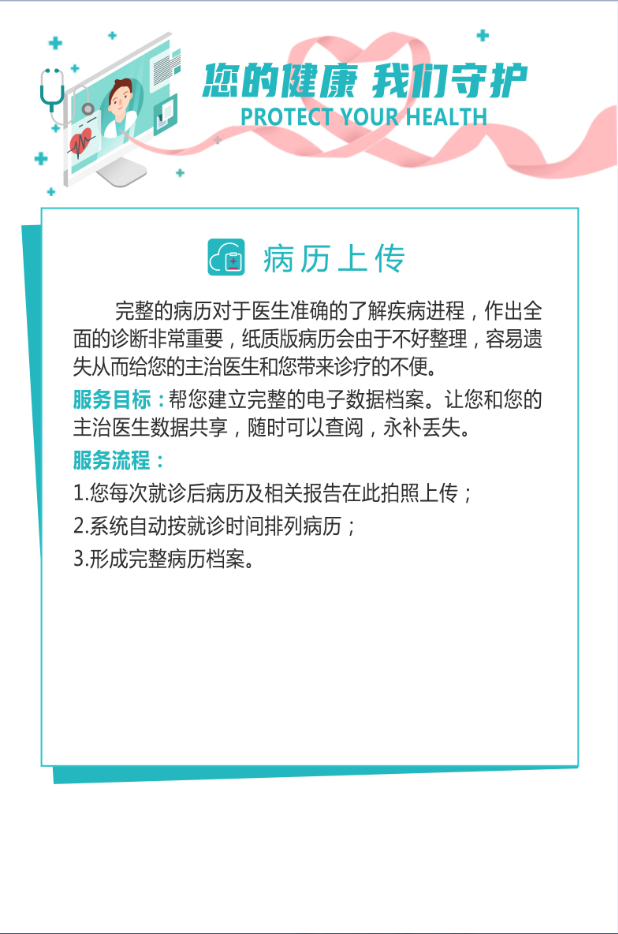 您的健康 我们守护
PROTECT YOUR HEALTH
病历上传
完整的病历对于医生准确的了解疾病进程，作出全
面的诊断非常重要，纸质版病历会由于不好整理，容易遗
失从而给您的主治医生和您带来诊疗的不便。
服务目标：帮您建立完整的电子数据档案。让您和您的
主治医生数据共享，随时可以查阅，永补丢失。
服务流程：
1.您每次就诊后病历及相关报告在此拍照上传；
2.系统自动按就诊时间排列病历；
3.形成完整病历档案。